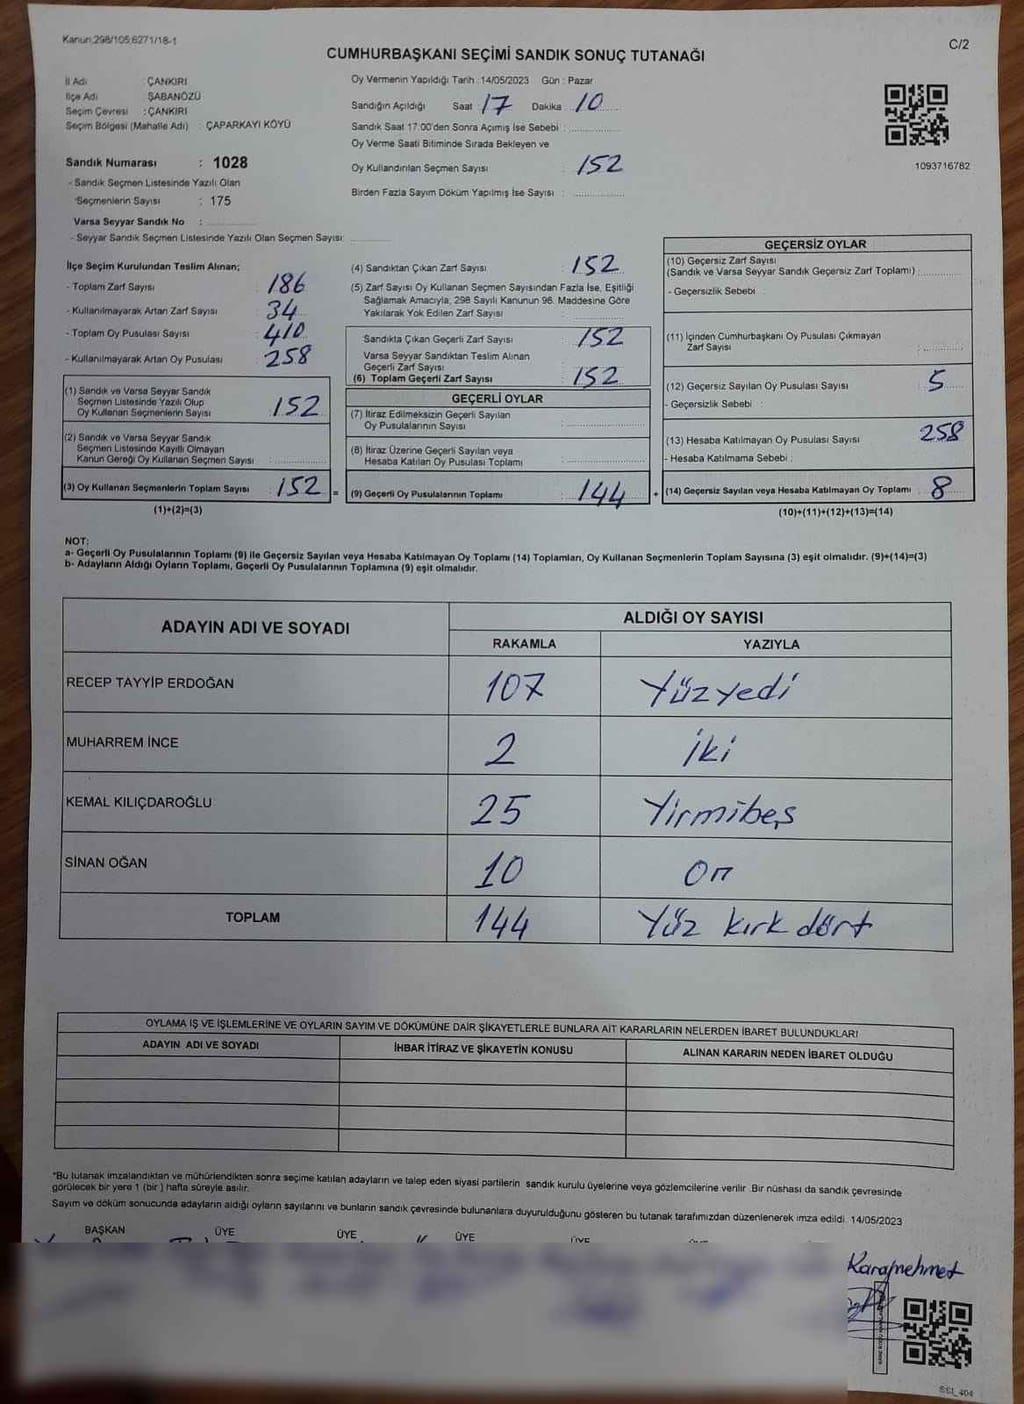 Kanun:298/105;6271/18-1
C/2
CUMHURBAŞKANI SEÇİMİ SANDIK SONUÇ TUTANAĞI
İl Adı : ÇANKIRI
İlçe Adı : ŞABANÖZÜ
Seçim Çevresi : ÇANKIRI
Seçim Bölgesi (Mahalle Adı) : ÇAPARKAYI KÖYÜ
Sandık Numarası : 1028
- Sandık Seçmen Listesinde Yazılı Olan
Seçmenlerin Sayısı : 175
Varsa Seyyar Sandık No :
- Seyyar Sandık Seçmen Listesinde Yazılı Olan Seçmen Sayısı:
Oy Vermenin Yapıldığı Tarih : 14/05/2023 Gün : Pazar
Sandığın Açıldığı Saat 17 Dakika 10
Sandık Saat 17:00'den Sonra Açımış İse Sebebi :
Oy Verme Saati Bitiminde Sırada Bekleyen ve
Oy Kullandırılan Seçmen Sayısı : 152
Birden Fazla Sayım Döküm Yapılmış İse Sayısı :
1093716782
İlçe Seçim Kurulundan Teslim Alınan;
- Toplam Zarf Sayısı : 186
- Kullanılmayarak Artan Zarf Sayısı : 34
- Toplam Oy Pusulası Sayısı : 410
- Kullanılmayarak Artan Oy Pusulası : 258
(1) Sandık ve Varsa Seyyar Sandık
Seçmen Listesinde Yazılı Olup
Oy Kullanan Seçmenlerin Sayısı : 152
(2) Sandık ve Varsa Seyyar Sandık
Seçmen Listesinde Kayıtlı Olmayan
Kanun Gereği Oy Kullanan Seçmen Sayısı :
(3) Oy Kullanan Seçmenlerin Toplam Sayısı : 152 =
(1)+(2)=(3)
(4) Sandıktan Çıkan Zarf Sayısı : 152
(5) Zarf Sayısı Oy Kullanan Seçmen Sayısından Fazla İse, Eşitliği
Sağlamak Amacıyla, 298 Sayılı Kanunun 98. Maddesine Göre
Yakılarak Yok Edilen Zarf Sayısı :
Sandıkta Çıkan Geçerli Zarf Sayısı : 152
Varsa Seyyar Sandıktan Teslim Alınan
Geçerli Zarf Sayısı :
(6) Toplam Geçerli Zarf Sayısı : 152
GEÇERLİ OYLAR
(7) İtiraz Edilmeksizin Geçerli Sayılan
Oy Pusulalarının Sayısı :
(8) İtiraz Üzerine Geçerli Sayılan veya
Hesaba Katılan Oy Pusulası Toplamı :
(9) Geçerli Oy Pusulalarının Toplamı : 144 +
GEÇERSİZ OYLAR
(10) Geçersiz Zarf Sayısı
(Sandık ve Varsa Seyyar Sandık Geçersiz Zarf Toplamı) :
- Geçersizlik Sebebi :
(11) İçinden Cumhurbaşkanı Oy Pusulası Çıkmayan
Zarf Sayısı :
(12) Geçersiz Sayılan Oy Pusulası Sayısı : 5
- Geçersizlik Sebebi :
(13) Hesaba Katılmayan Oy Pusulası Sayısı : 258
- Hesaba Katılmama Sebebi :
(14) Geçersiz Sayılan veya Hesaba Katılmayan Oy Toplamı : 8
(10)+(11)+(12)+(13)=(14)
NOT:
a- Geçerli Oy Pusulalarının Toplamı (9) ile Geçersiz Sayılan veya Hesaba Katılmayan Oy Toplamı (14) Toplamları, Oy Kullanan Seçmenlerin Toplam Sayısına (3) eşit olmalıdır. (9)+(14)=(3)
b- Adayların Aldığı Oyların Toplamı, Geçerli Oy Pusulalarının Toplamına (9) eşit olmalıdır.
ADAYIN ADI VE SOYADI
ALDIĞI OY SAYISI
RAKAMLA YAZIYLA
RECEP TAYYİP ERDOĞAN 107 Yüzyedi
MUHARREM İNCE 2 iki
KEMAL KILIÇDAROĞLU 25 Yirmibeş
SİNAN OĞAN 10 On
TOPLAM 144 Yüz kırk dört
OYLAMA İŞ VE İŞLEMLERİNE VE OYLARIN SAYIM VE DÖKÜMÜNE DAİR ŞİKAYETLERLE BUNLARA AİT KARARLARIN NELERDEN İBARET BULUNDUKLARI
ADAYIN ADI VE SOYADI İHBAR İTİRAZ VE ŞİKAYETİN KONUSU ALINAN KARARIN NEDEN İBARET OLDUĞU
*Bu tutanak imzalandıktan ve mühürlendikten sonra seçime katılan adayların ve talep eden siyasi partilerin sandık kurulu üyelerine veya gözlemcilerine verilir. Bir nüshası da sandık çevresinde
görülecek bir yere 1 (bir ) hafta süreyle asılır.
Sayım ve döküm sonucunda adayların aldığı oyların sayılarını ve bunların sandık çevresinde bulunanlara duyurulduğunu gösteren bu tutanak tarafımızdan düzenlenerek imza edildi. 14/05/2023
BAŞKAN ÜYE ÜYE ÜYE ÜYE
Karamehmet